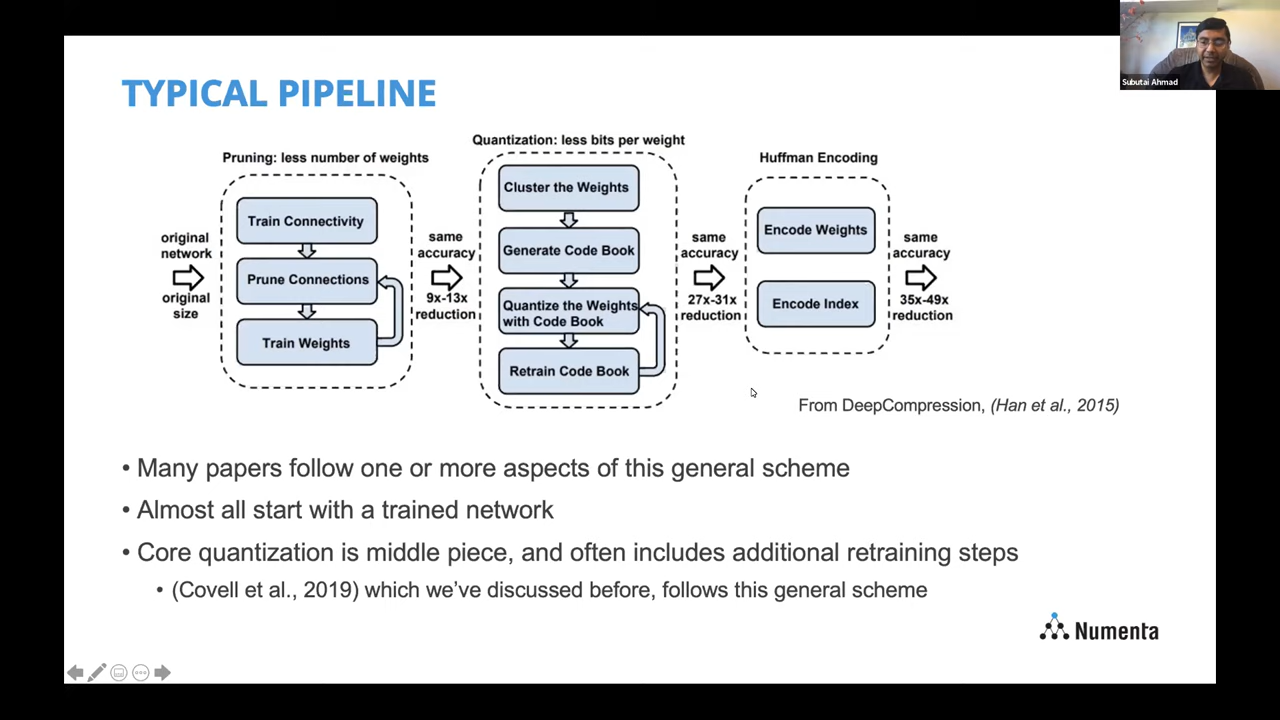 Subutai Ahmad
TYPICAL PIPELINE
Pruning: less number of weights
Train Connectivity
Prune Connections
Train Weights
original
network
original
size
same
accuracy
9x-13x
reduction
Quantization: less bits per weight
Cluster the Weights
Generate Code Book
Quantize the Weights
with Code Book
Retrain Code Book
same
accuracy
27x-31x
reduction
Huffman Encoding
Encode Weights
Encode Index
same
accuracy
35x-49x
reduction
From DeepCompression, (Han et al., 2015)
• Many papers follow one or more aspects of this general scheme
• Almost all start with a trained network
• Core quantization is middle piece, and often includes additional retraining steps
• (Covell et al., 2019) which we’ve discussed before, follows this general scheme
Numenta